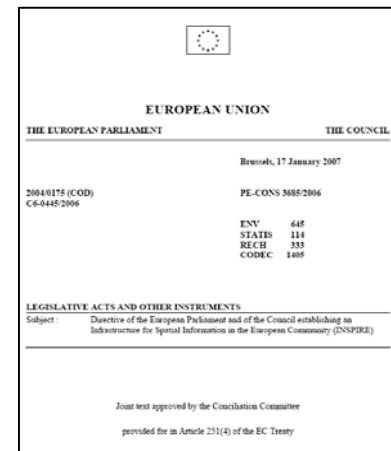 EUROPEAN UNION
THE EUROPEAN PARLIAMENT THE COUNCIL
Brussels, 17 January 2007
2004/0175 (COD) PE-CONS 3685/2006
C6-0445/2006
ENV 645
STATIS 114
RECH 333
CODEC 1405
LEGISLATIVE ACTS AND OTHER INSTRUMENTS
Subject : Directive of the European Parliament and of the Council establishing an
Infrastructure for Spatial Information in the European Community (INSPIRE)
Joint text approved by the Conciliation Committee
provided for in Article 251(4) of the EC Treaty